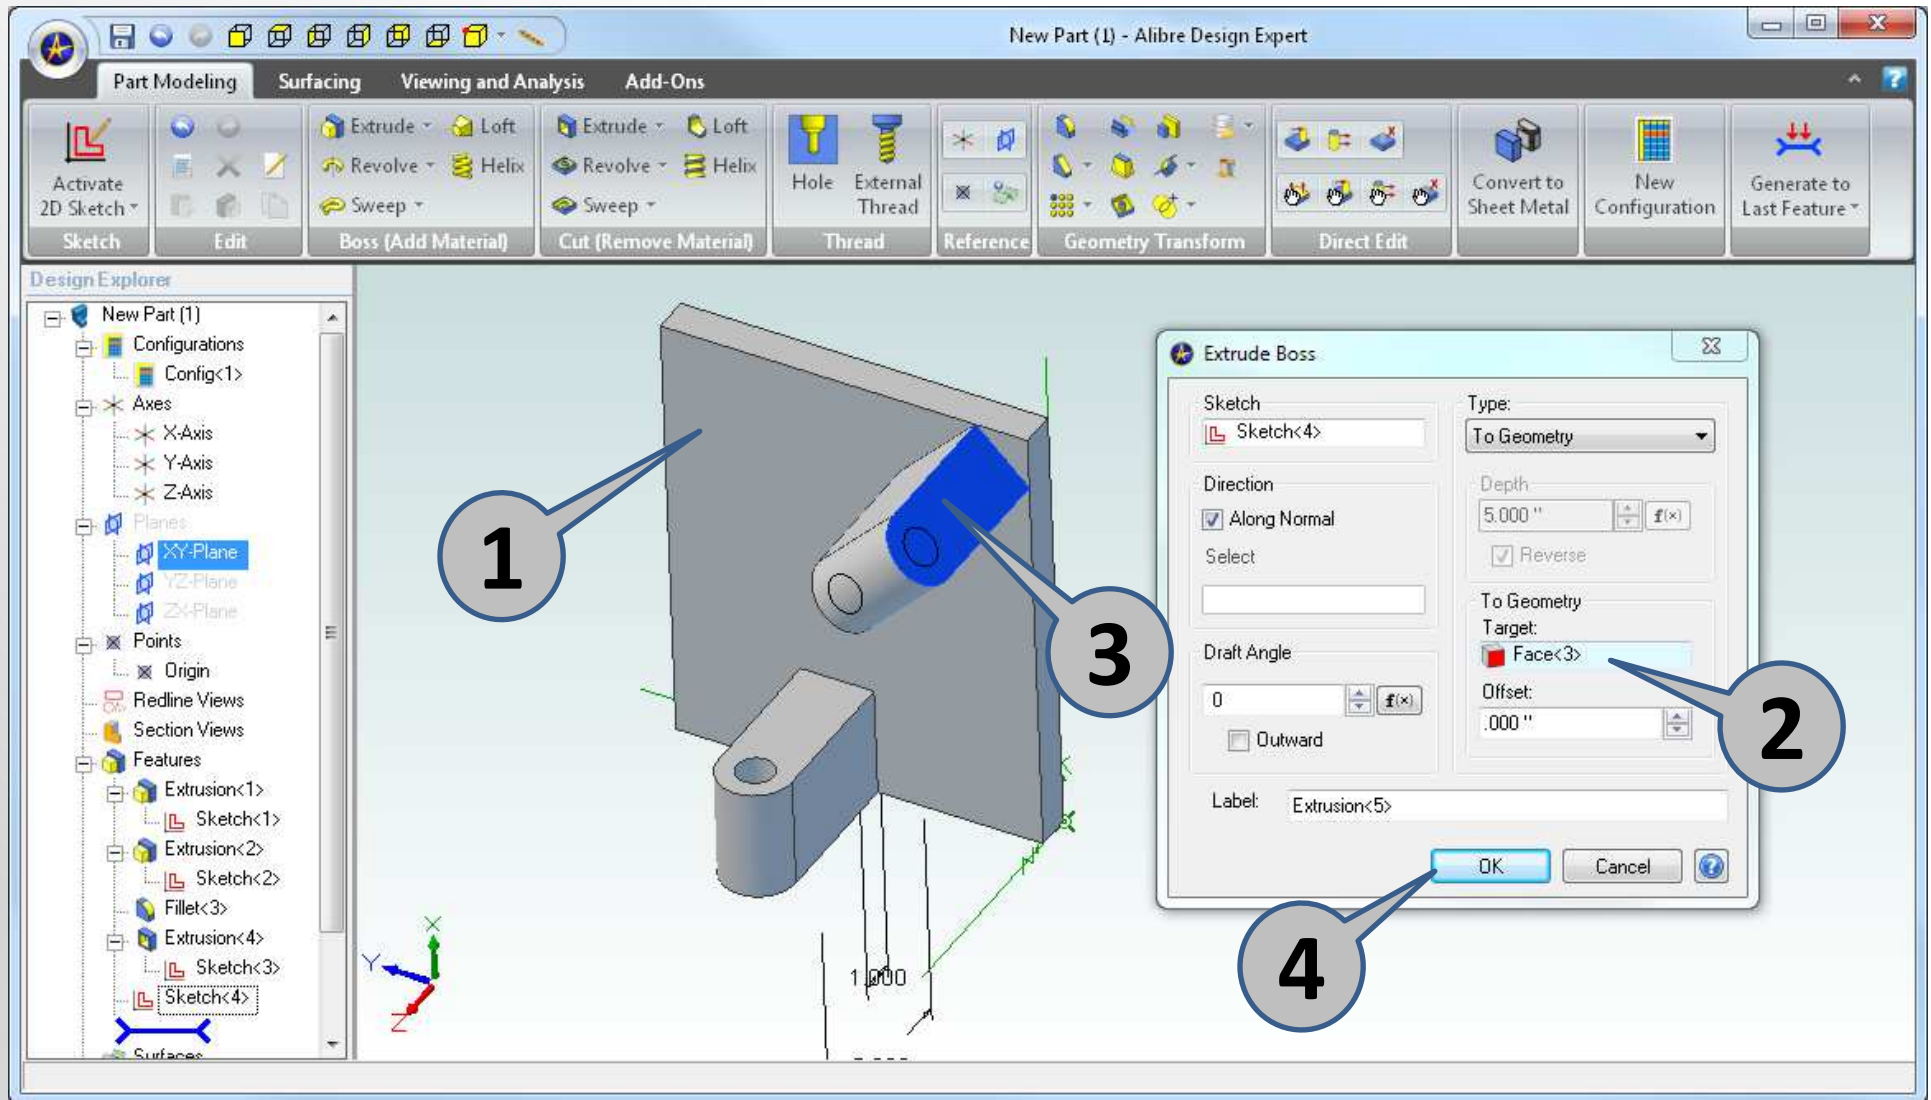 New Part (1) - Alibre Design Expert
Part Modeling Surfacing Viewing and Analysis Add-Ons
Activate
2D Sketch
Sketch
Edit
Extrude Loft
Revolve Helix
Sweep
Boss (Add Material)
Extrude Loft
Revolve Helix
Sweep
Cut (Remove Material)
Hole External
Thread
Thread
Reference
Geometry Transform
Direct Edit
Convert to
Sheet Metal
New
Configuration
Generate to
Last Feature
Design Explorer
New Part (1)
Configurations
Config<1>
Axes
X-Axis
Y-Axis
Z-Axis
Planes
XY-Plane
YZ-Plane
ZX-Plane
Points
Origin
Redline Views
Section Views
Features
Extrusion<1>
Sketch<1>
Extrusion<2>
Sketch<2>
Fillet<3>
Extrusion<4>
Sketch<3>
Sketch<4>
Surfaces
1
3
X
Y
Z
1.000
Extrude Boss
Sketch
Sketch<4>
Direction
Along Normal
Select
Draft Angle
0
f(x)
Outward
Type:
To Geometry
Depth
5.000 "
f(x)
Reverse
To Geometry
Target:
Face<3>
Offset:
.000 "
2
Label: Extrusion<5>
OK Cancel
4